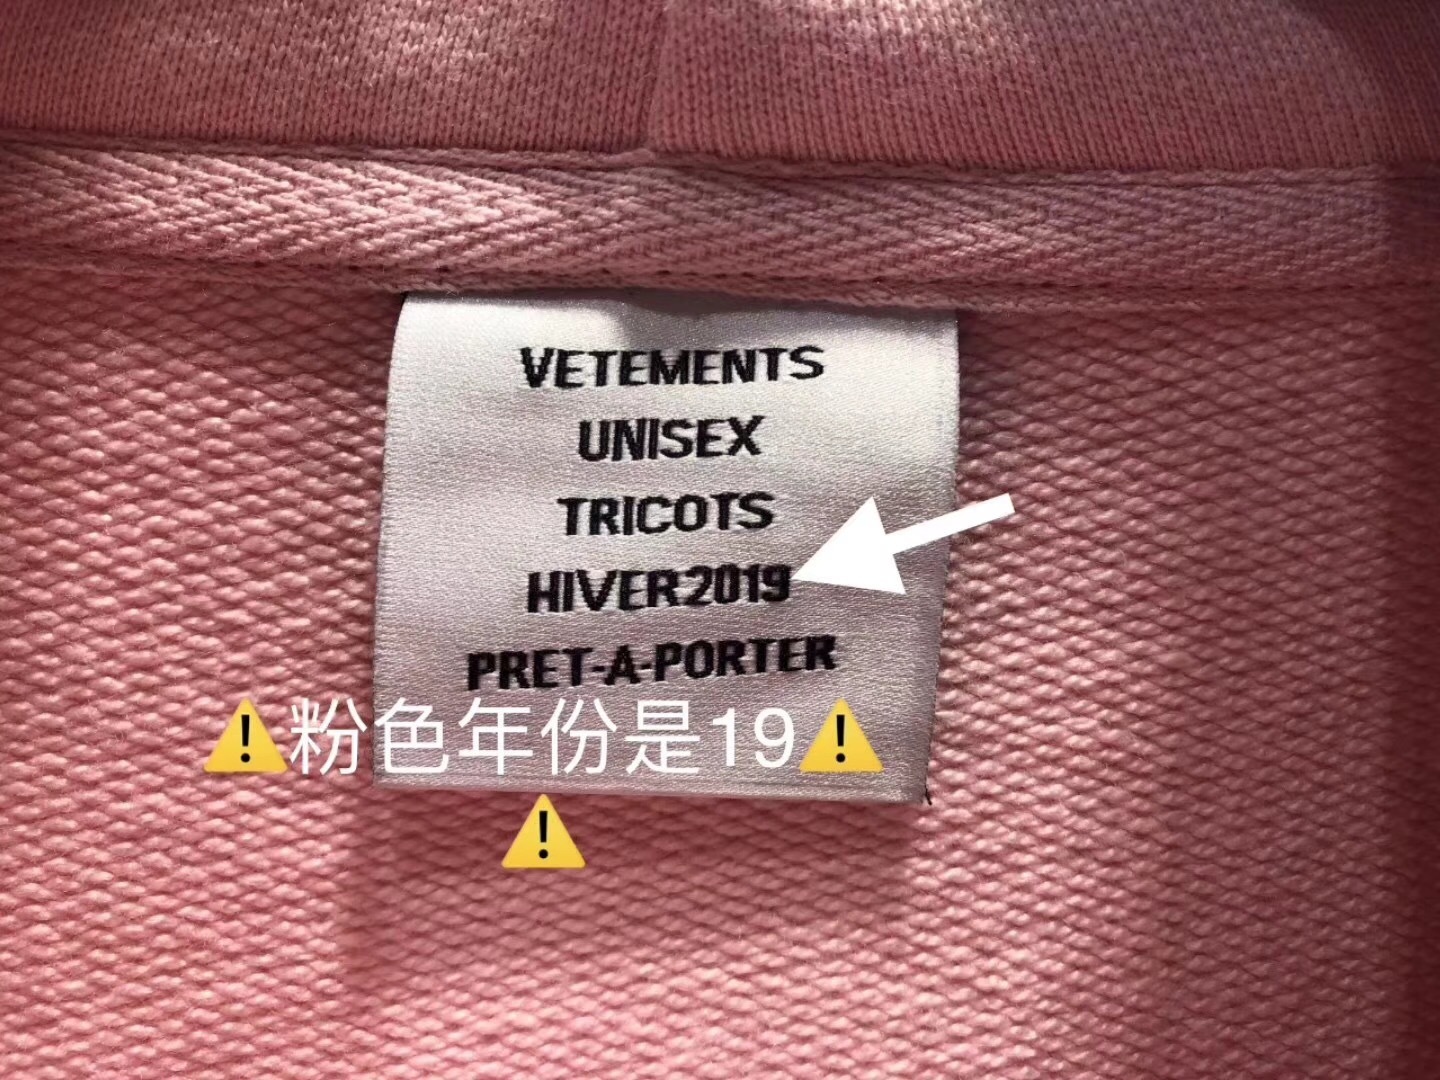 VETEMENTS
UNISEX
TRICOTS
HIVER2019
PRET-A-PORTER
⚠️粉色年份是19⚠️
⚠️